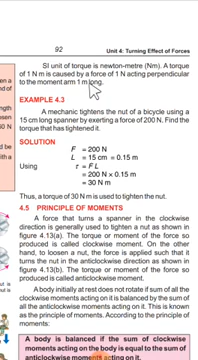 92
Unit 4: Turning Effect of Forces
SI unit of torque is newton-metre (Nm). A torque
of 1 N m is caused by a force of 1 N acting perpendicular
to the moment arm 1 m long.
EXAMPLE 4.3
A mechanic tightens the nut of a bicycle using a
15 cm long spanner by exerting a force of 200 N. Find
the torque that has tightened it.
SOLUTION
F = 200 N
L = 15 cm = 0.15 m
Using τ = F L
= 200 N × 0.15 m
= 30 N m
Thus, a torque of 30 N m is used to tighten the nut.
4.5 PRINCIPLE OF MOMENTS
A force that turns a spanner in the clockwise
direction is generally used to tighten a nut as shown in
figure 4.13(a). The torque or moment of the force so
produced is called clockwise moment. On the other
hand, to loosen a nut, the force is applied such that it
turns the nut in the anticlockwise direction as shown in
figure 4.13(b). The torque or moment of the force so
produced is called anticlockwise moment.
A body initially at rest does not rotate if sum of all
the clockwise moments acting on it is balanced by the sum of
all the anticlockwise moments acting on it. This is known
as the principle of moments. According to the principle of
moments:
A body is balanced if the sum of clockwise
moments acting on the body is equal to the sum of
anticlockwise moments acting on it.